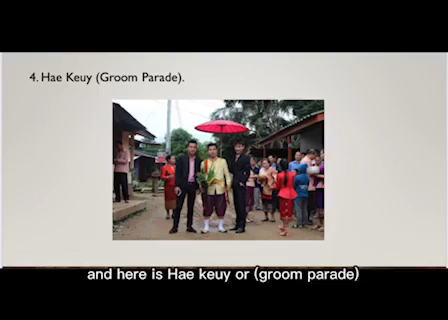 4. Hae Keuy (Groom Parade).
and here is Hae keuy or (groom parade)